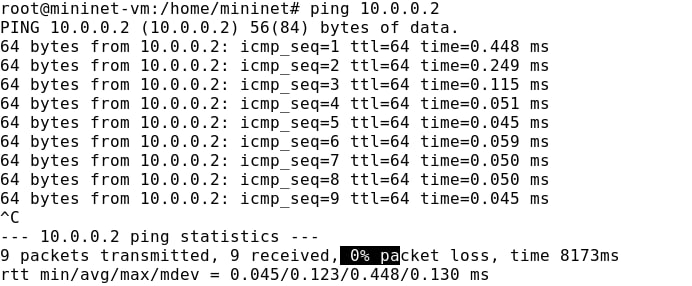 root@mininet-vm:/home/mininet# ping 10.0.0.2
PING 10.0.0.2 (10.0.0.2) 56(84) bytes of data.
64 bytes from 10.0.0.2: icmp_seq=1 ttl=64 time=0.448 ms
64 bytes from 10.0.0.2: icmp_seq=2 ttl=64 time=0.249 ms
64 bytes from 10.0.0.2: icmp_seq=3 ttl=64 time=0.115 ms
64 bytes from 10.0.0.2: icmp_seq=4 ttl=64 time=0.051 ms
64 bytes from 10.0.0.2: icmp_seq=5 ttl=64 time=0.045 ms
64 bytes from 10.0.0.2: icmp_seq=6 ttl=64 time=0.059 ms
64 bytes from 10.0.0.2: icmp_seq=7 ttl=64 time=0.050 ms
64 bytes from 10.0.0.2: icmp_seq=8 ttl=64 time=0.050 ms
64 bytes from 10.0.0.2: icmp_seq=9 ttl=64 time=0.045 ms
^C
--- 10.0.0.2 ping statistics ---
9 packets transmitted, 9 received, 0% packet loss, time 8173ms
rtt min/avg/max/mdev = 0.045/0.123/0.448/0.130 ms